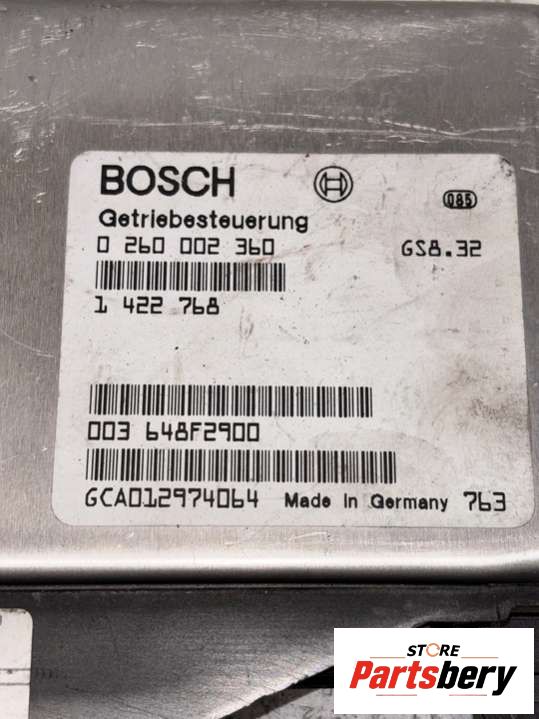 BOSCH
085
Getriebesteuerung
0 260 002 360 GS8.32
1 422 768
003 648F2900
GCA012974064 Made in Germany 763
STORE
Partsbery